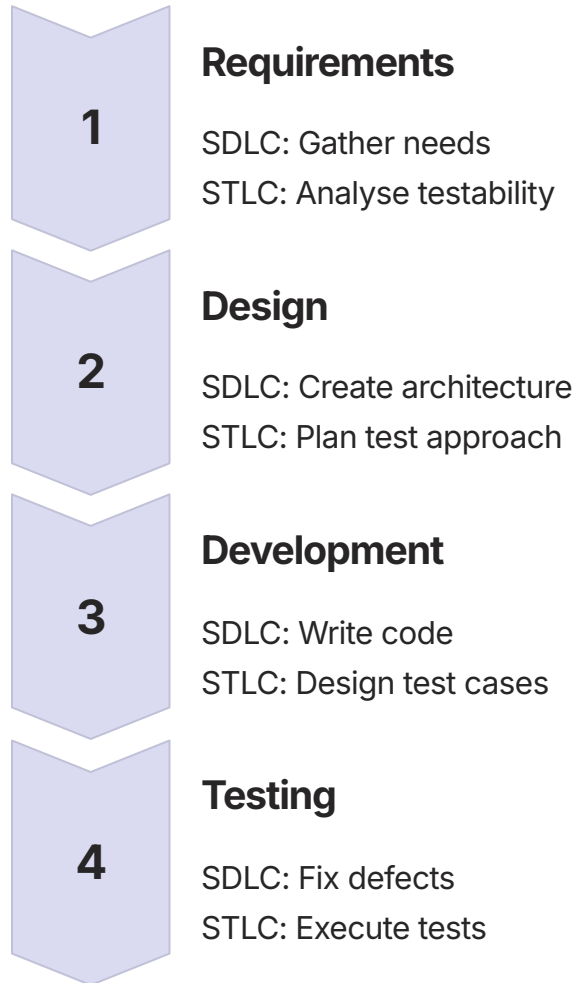 1
Requirements
SDLC: Gather needs
STLC: Analyse testability
2
Design
SDLC: Create architecture
STLC: Plan test approach
3
Development
SDLC: Write code
STLC: Design test cases
4
Testing
SDLC: Fix defects
STLC: Execute tests